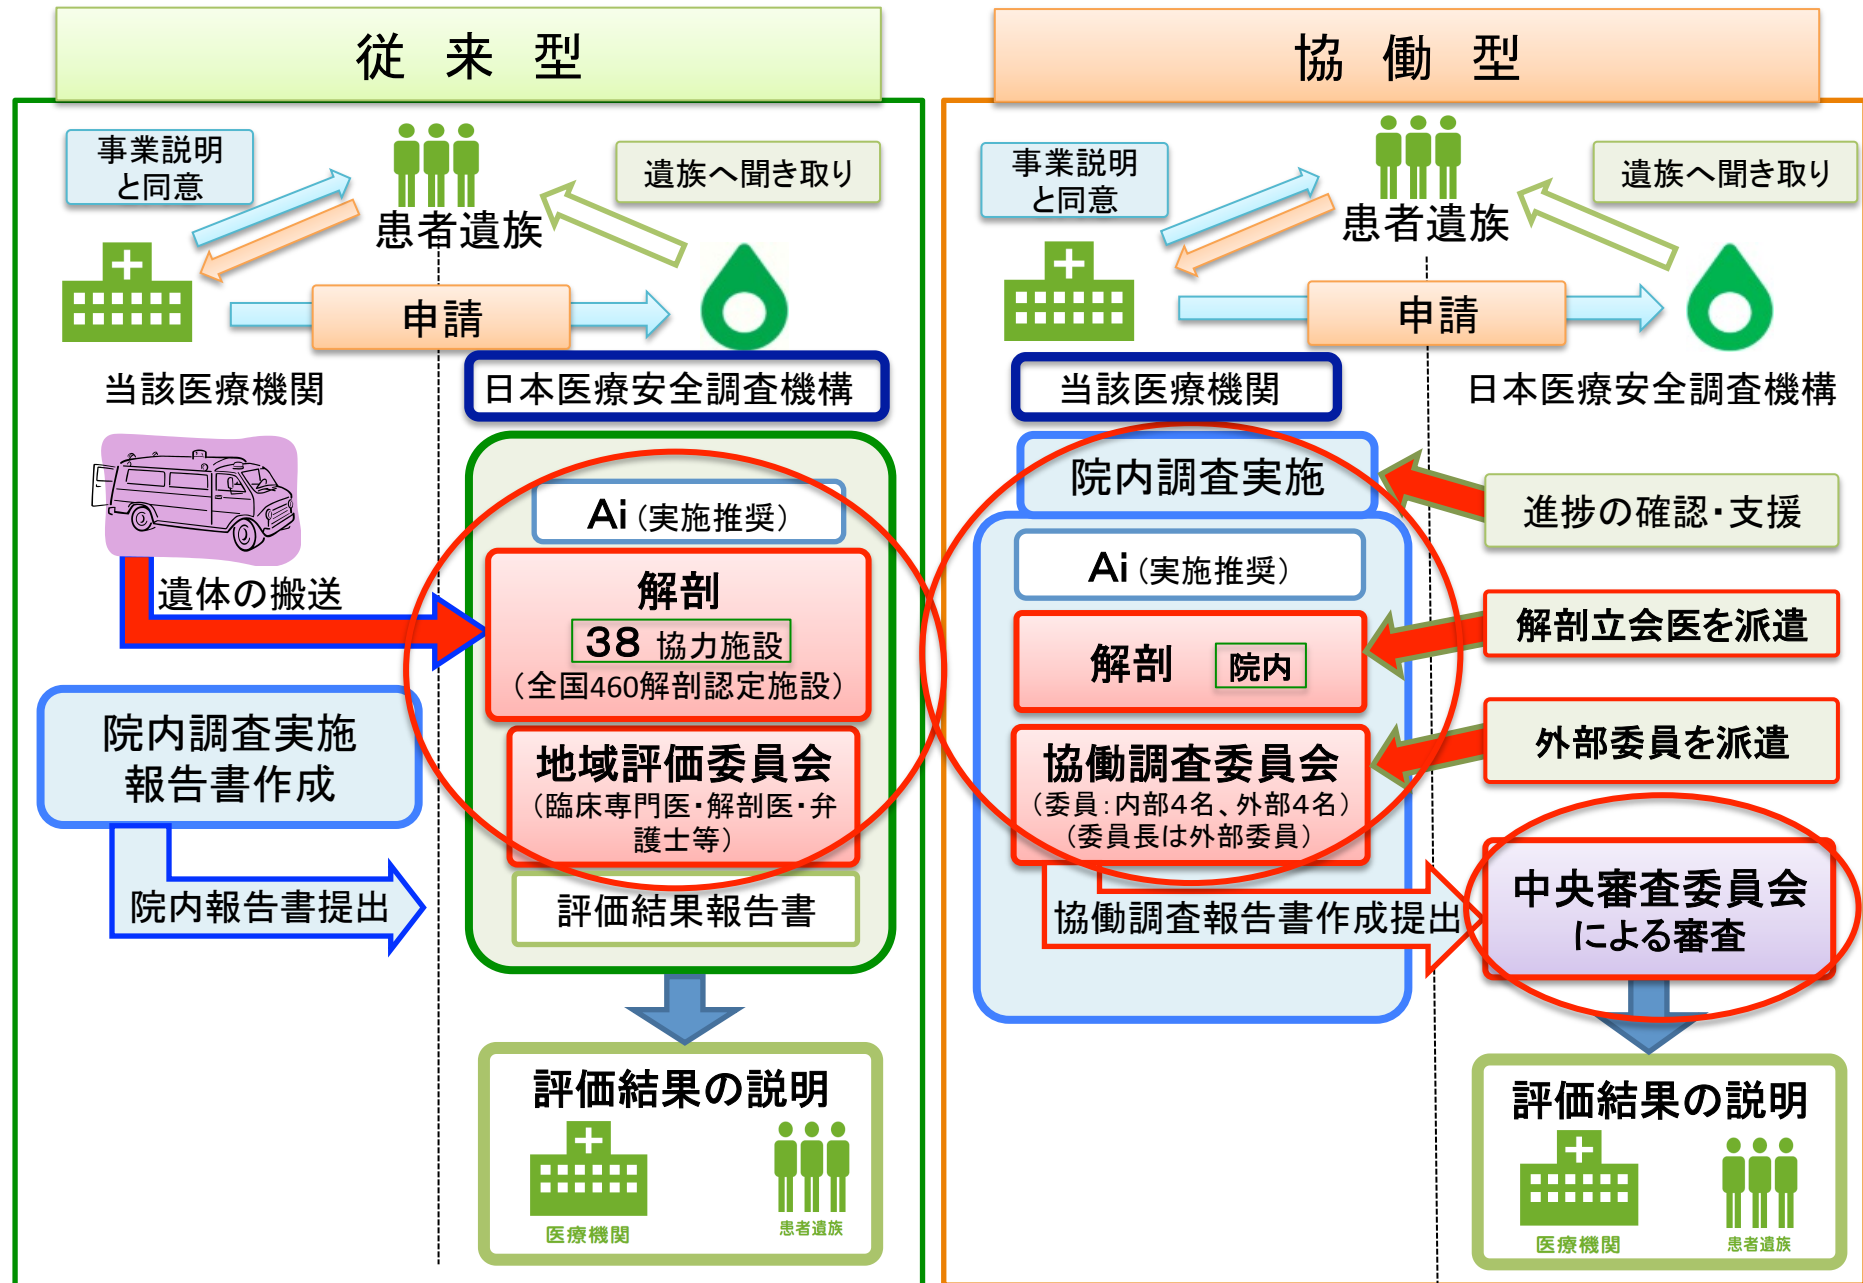 従 来 型
事業説明
と同意
患者遺族
遺族へ聞き取り
申請
当該医療機関
日本医療安全調査機構
Ai(実施推奨)
解剖
38 協力施設
(全国460解剖認定施設)
遺体の搬送
地域評価委員会
(臨床専門医・解剖医・弁
護士等)
評価結果報告書
院内調査実施
報告書作成
院内報告書提出
評価結果の説明
医療機関
患者遺族
協 働 型
事業説明
と同意
患者遺族
遺族へ聞き取り
申請
当該医療機関
日本医療安全調査機構
院内調査実施
進捗の確認・支援
Ai(実施推奨)
解剖 院内
解剖立会医を派遣
協働調査委員会
(委員:内部4名、外部4名)
(委員長は外部委員)
外部委員を派遣
協働調査報告書作成提出
中央審査委員会
による審査
評価結果の説明
医療機関
患者遺族